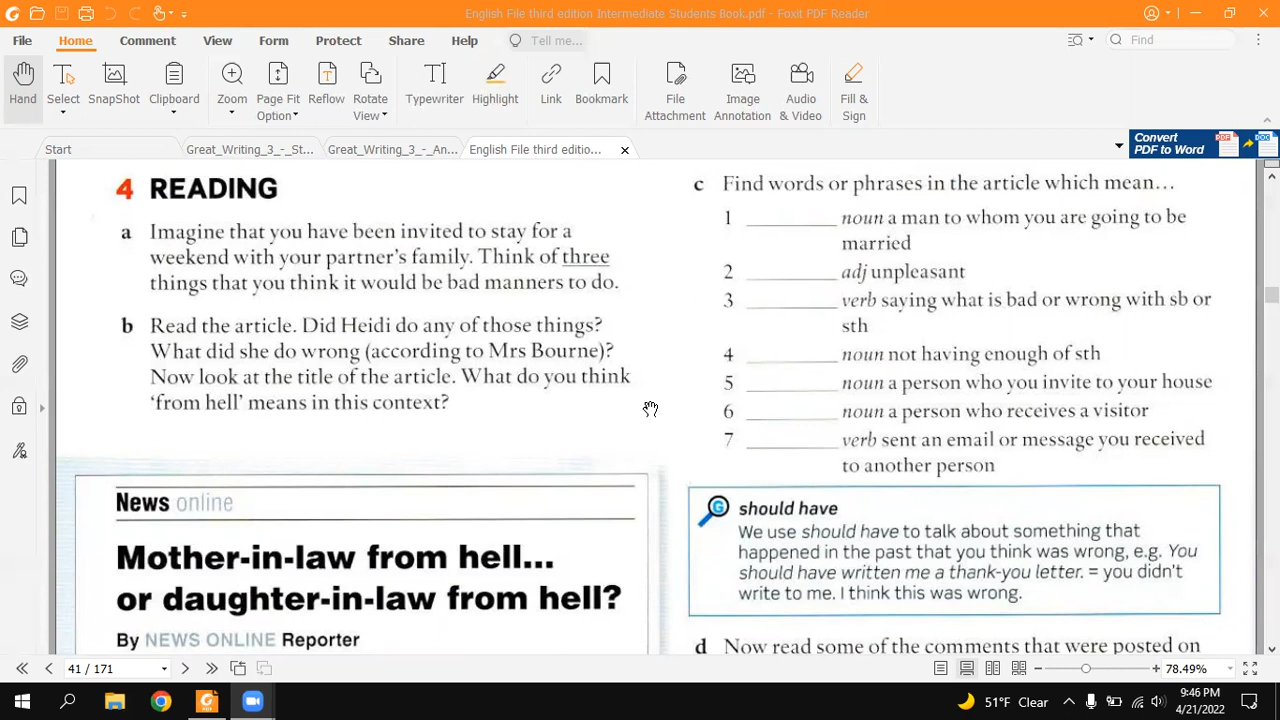 English File third edition Intermediate Students Book.pdf - Foxit PDF Reader
File
Home
Comment
View
Form
Protect
Share
Help
Tell me...
Find
Hand
Select
SnapShot
Clipboard
Zoom
Page Fit
Option
Reflow
Rotate
View
Typewriter
Highlight
Link
Bookmark
File
Attachment
Image
Annotation
Audio
& Video
Fill &
Sign
Start
Great_Writing_3_-_St...
Great_Writing_3_-_An...
English File third edition...
Convert
PDF to Word
4 READING
a Imagine that you have been invited to stay for a
weekend with your partner's family. Think of three
things that you think it would be bad manners to do.
b Read the article. Did Heidi do any of those things?
What did she do wrong (according to Mrs Bourne)?
Now look at the title of the article. What do you think
'from hell' means in this context?
News online
Mother-in-law from hell...
or daughter-in-law from hell?
By NEWS ONLINE Reporter
c Find words or phrases in the article which mean...
1 ________ noun a man to whom you are going to be
married
2 ________ adj unpleasant
3 ________ verb saying what is bad or wrong with sb or
sth
4 ________ noun not having enough of sth
5 ________ noun a person who you invite to your house
6 ________ noun a person who receives a visitor
7 ________ verb sent an email or message you received
to another person
G should have
We use should have to talk about something that
happened in the past that you think was wrong, e.g. You
should have written me a thank-you letter. = you didn't
write to me. I think this was wrong.
d Now read some of the comments that were posted on
41 / 171
78.49%
51°F Clear
9:46 PM
4/21/2022